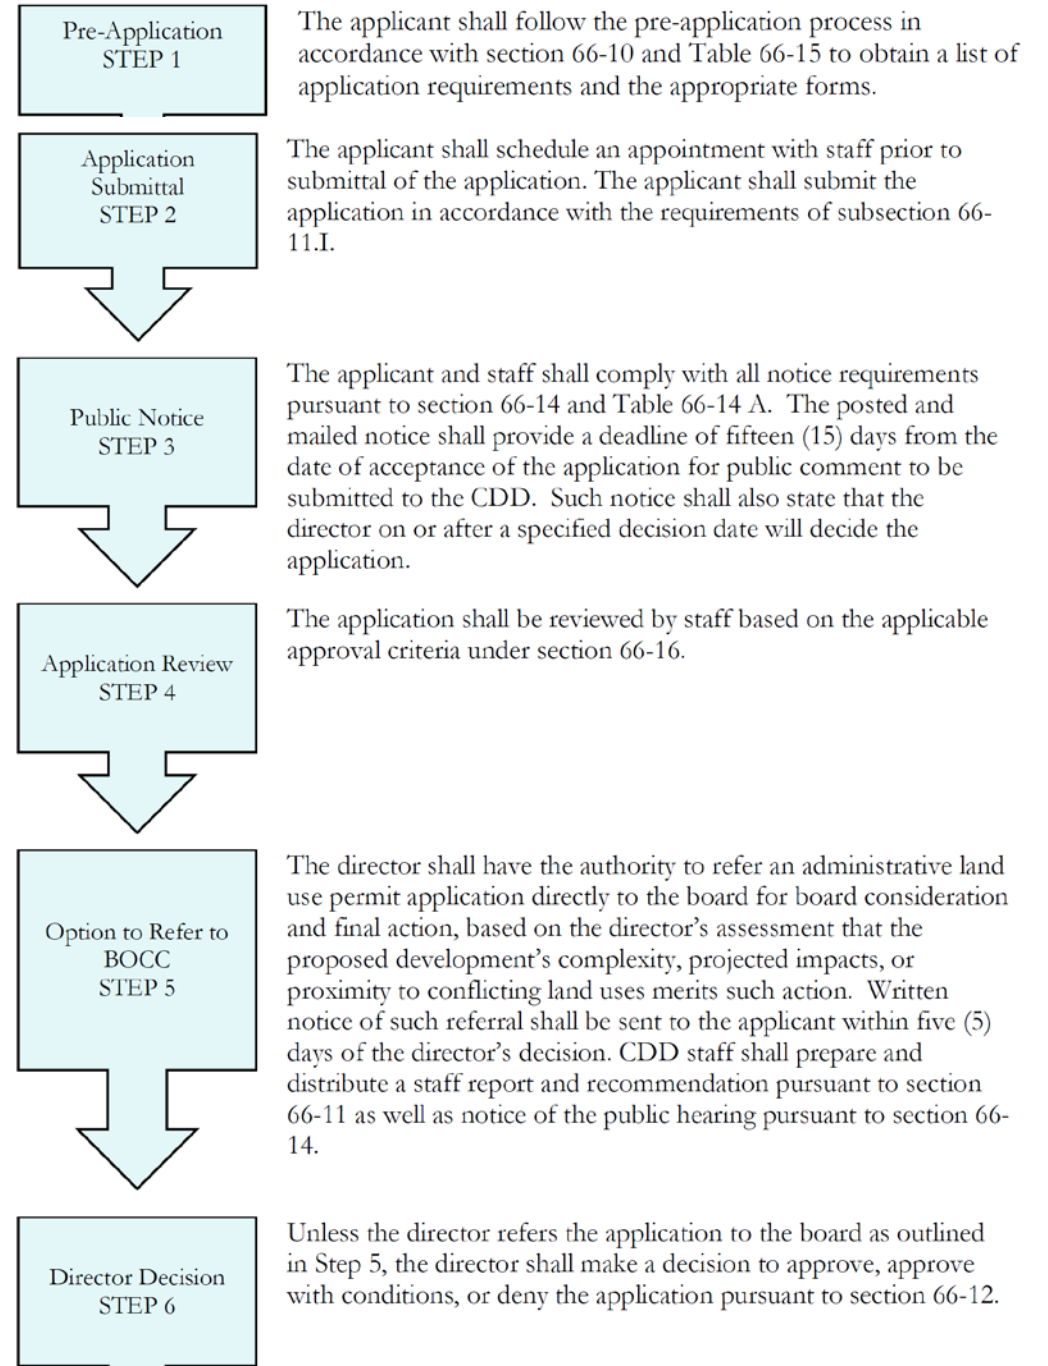 Pre-Application
STEP 1
The applicant shall follow the pre-application process in
accordance with section 66-10 and Table 66-15 to obtain a list of
application requirements and the appropriate forms.
Application
Submittal
STEP 2
The applicant shall schedule an appointment with staff prior to
submittal of the application. The applicant shall submit the
application in accordance with the requirements of subsection 66-
11.I.
Public Notice
STEP 3
The applicant and staff shall comply with all notice requirements
pursuant to section 66-14 and Table 66-14 A.  The posted and
mailed notice shall provide a deadline of fifteen (15) days from the
date of acceptance of the application for public comment to be
submitted to the CDD.  Such notice shall also state that the
director on or after a specified decision date will decide the
application.
Application Review
STEP 4
The application shall be reviewed by staff based on the applicable
approval criteria under section 66-16.
Option to Refer to
BOCC
STEP 5
The director shall have the authority to refer an administrative land
use permit application directly to the board for board consideration
and final action, based on the director's assessment that the
proposed development's complexity, projected impacts, or
proximity to conflicting land uses merits such action.  Written
notice of such referral shall be sent to the applicant within five (5)
days of the director's decision. CDD staff shall prepare and
distribute a staff report and recommendation pursuant to section
66-11 as well as notice of the public hearing pursuant to section 66-
14.
Director Decision
STEP 6
Unless the director refers the application to the board as outlined
in Step 5, the director shall make a decision to approve, approve
with conditions, or deny the application pursuant to section 66-12.